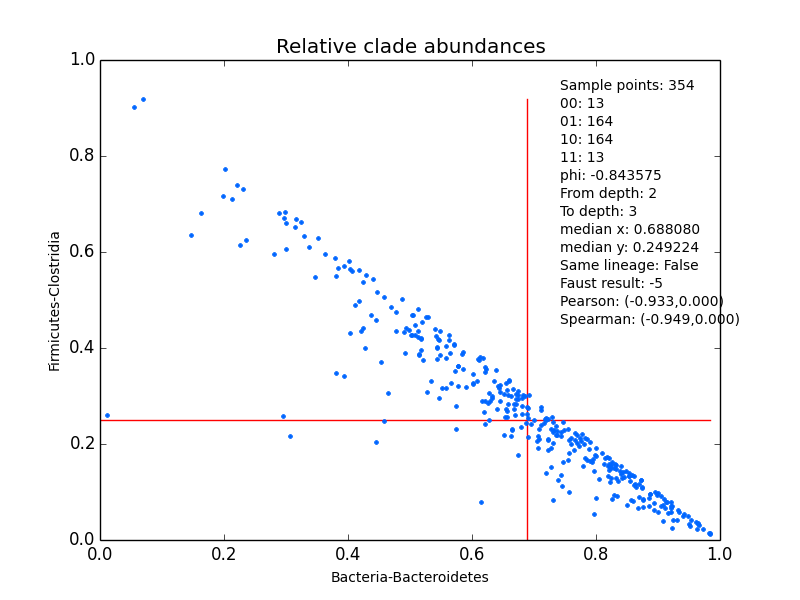 Relative clade abundances
1.0
0.8
0.6
0.4
0.2
0.0
Firmicutes-Clostridia
Sample points: 354
00: 13
01: 164
10: 164
11: 13
phi: -0.843575
From depth: 2
To depth: 3
median x: 0.688080
median y: 0.249224
Same lineage: False
Faust result: -5
Pearson: (-0.933,0.000)
Spearman: (-0.949,0.000)
0.0 0.2 0.4 0.6 0.8 1.0
Bacteria-Bacteroidetes